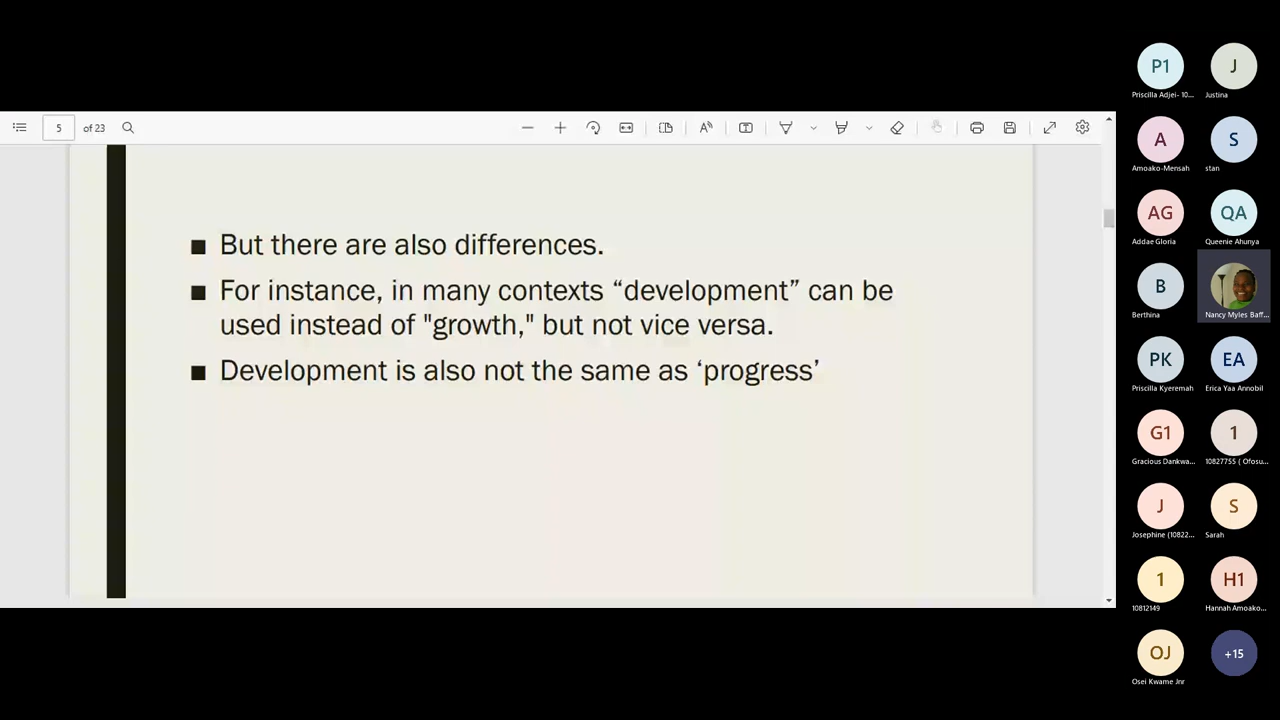 5 of 23
■ But there are also differences.
■ For instance, in many contexts “development” can be
used instead of "growth," but not vice versa.
■ Development is also not the same as ‘progress’
P1 J
Priscilla Adjei- 10... Justina
A S
Amoako-Mensah stan
AG QA
Addae Gloria Queenie Ahunya
B
Berthina Nancy Myles Baff...
PK EA
Priscilla Kyeremah Erica Yaa Annobil
G1 1
Gracious Dankwa... 10827755 ( Ofosu...
J S
Josephine (10822... Sarah
1 H1
10812149 Hannah Amoako...
OJ +15
Osei Kwame Jnr